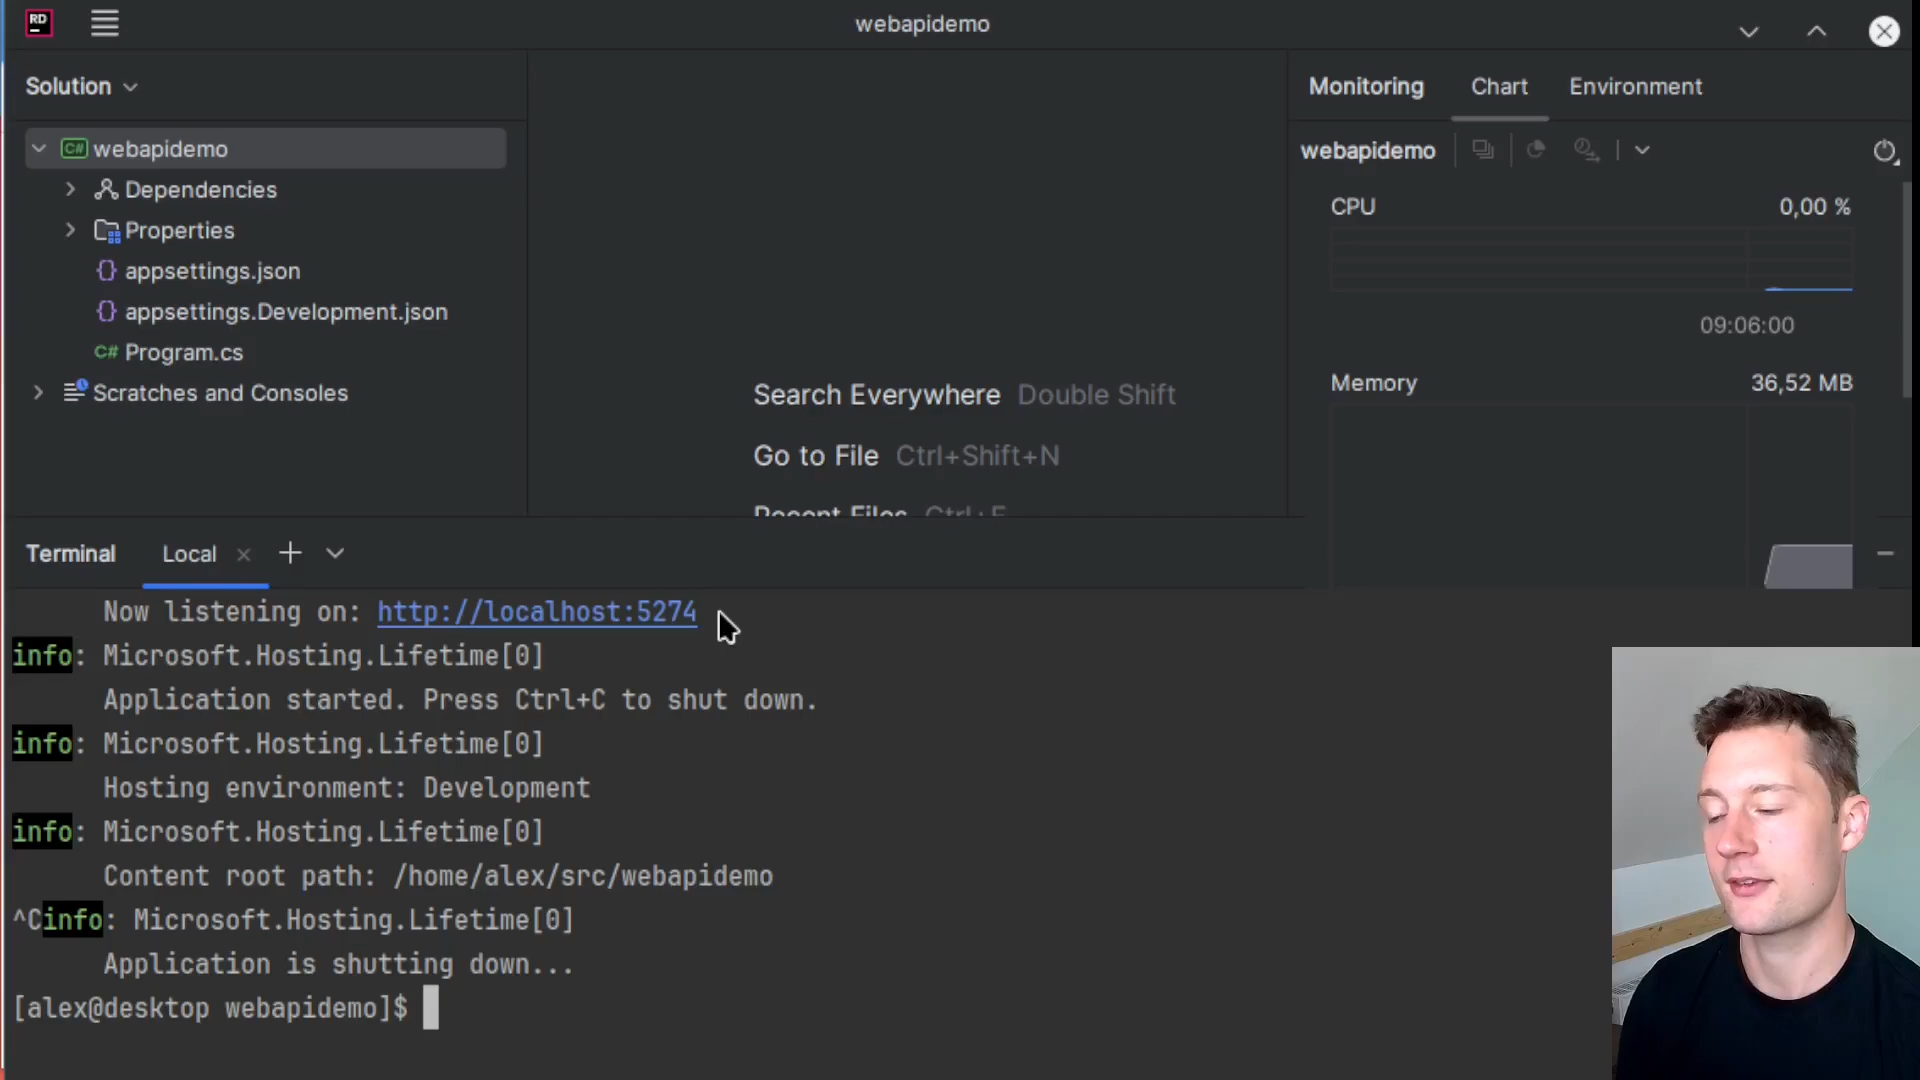 RD
webapidemo
Solution
webapidemo
Dependencies
Properties
{} appsettings.json
{} appsettings.Development.json
C# Program.cs
Scratches and Consoles
Search Everywhere Double Shift
Go to File Ctrl+Shift+N
Recent Files Ctrl+E
Monitoring Chart Environment
webapidemo
CPU 0,00 %
09:06:00
Memory 36,52 MB
Terminal Local
Now listening on: http://localhost:5274
info: Microsoft.Hosting.Lifetime[0]
Application started. Press Ctrl+C to shut down.
info: Microsoft.Hosting.Lifetime[0]
Hosting environment: Development
info: Microsoft.Hosting.Lifetime[0]
Content root path: /home/alex/src/webapidemo
^Cinfo: Microsoft.Hosting.Lifetime[0]
Application is shutting down...
[alex@desktop webapidemo]$